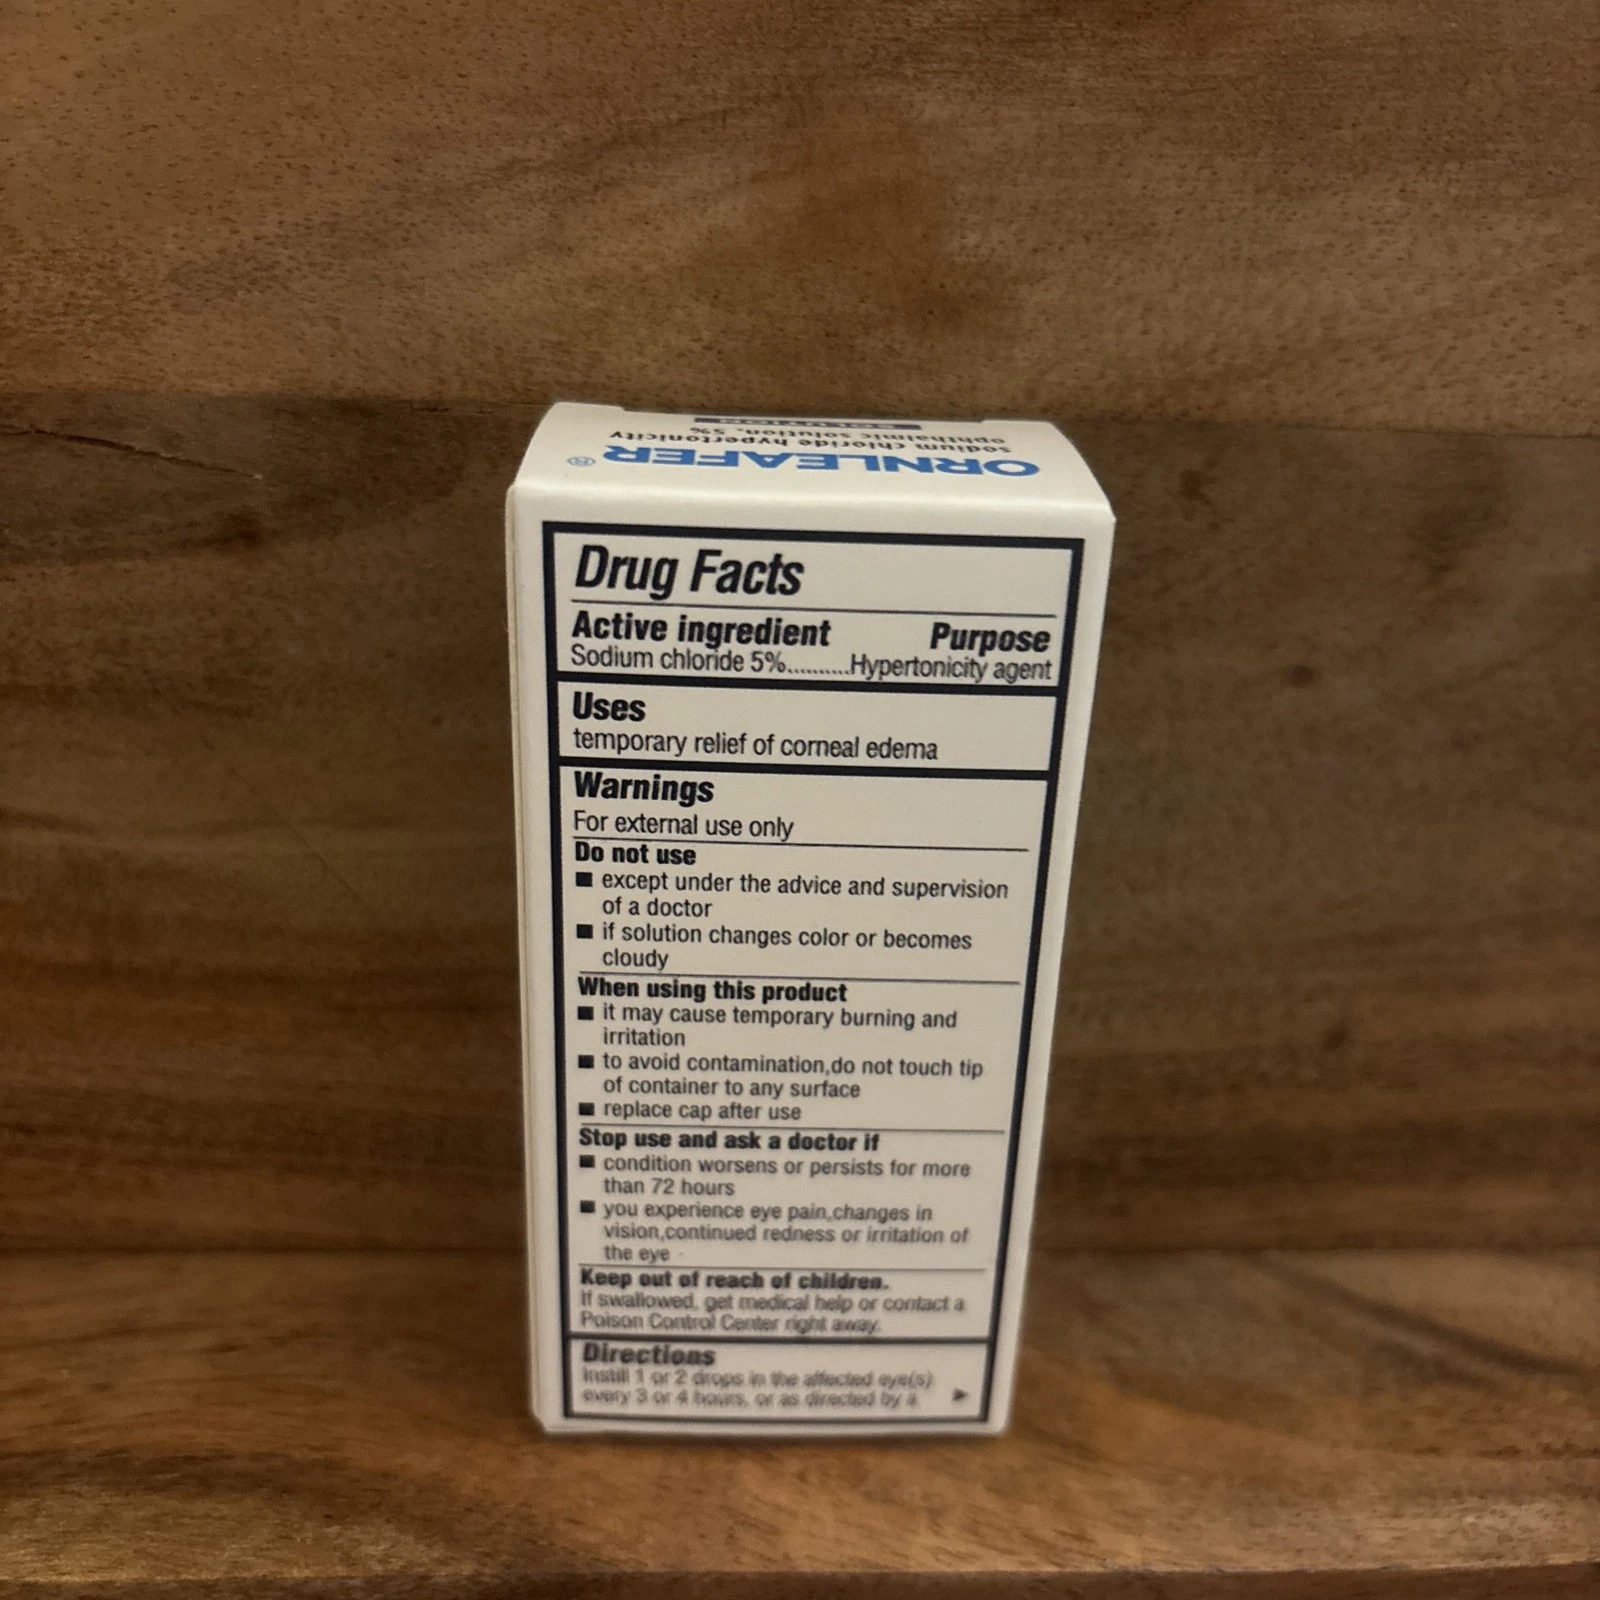 ORNLEAFER®
sodium chloride hypertonicity
ophthalmic solution, 5%
SOLUTION
Drug Facts
Active ingredient Purpose
Sodium chloride 5%..........Hypertonicity agent
Uses
temporary relief of corneal edema
Warnings
For external use only
Do not use
■ except under the advice and supervision
of a doctor
■ if solution changes color or becomes
cloudy
When using this product
■ it may cause temporary burning and
irritation
■ to avoid contamination,do not touch tip
of container to any surface
■ replace cap after use
Stop use and ask a doctor if
■ condition worsens or persists for more
than 72 hours
■ you experience eye pain,changes in
vision,continued redness or irritation of
the eye
Keep out of reach of children.
If swallowed, get medical help or contact a
Poison Control Center right away.
Directions
Instill 1 or 2 drops in the affected eye(s)
every 3 or 4 hours, or as directed by a